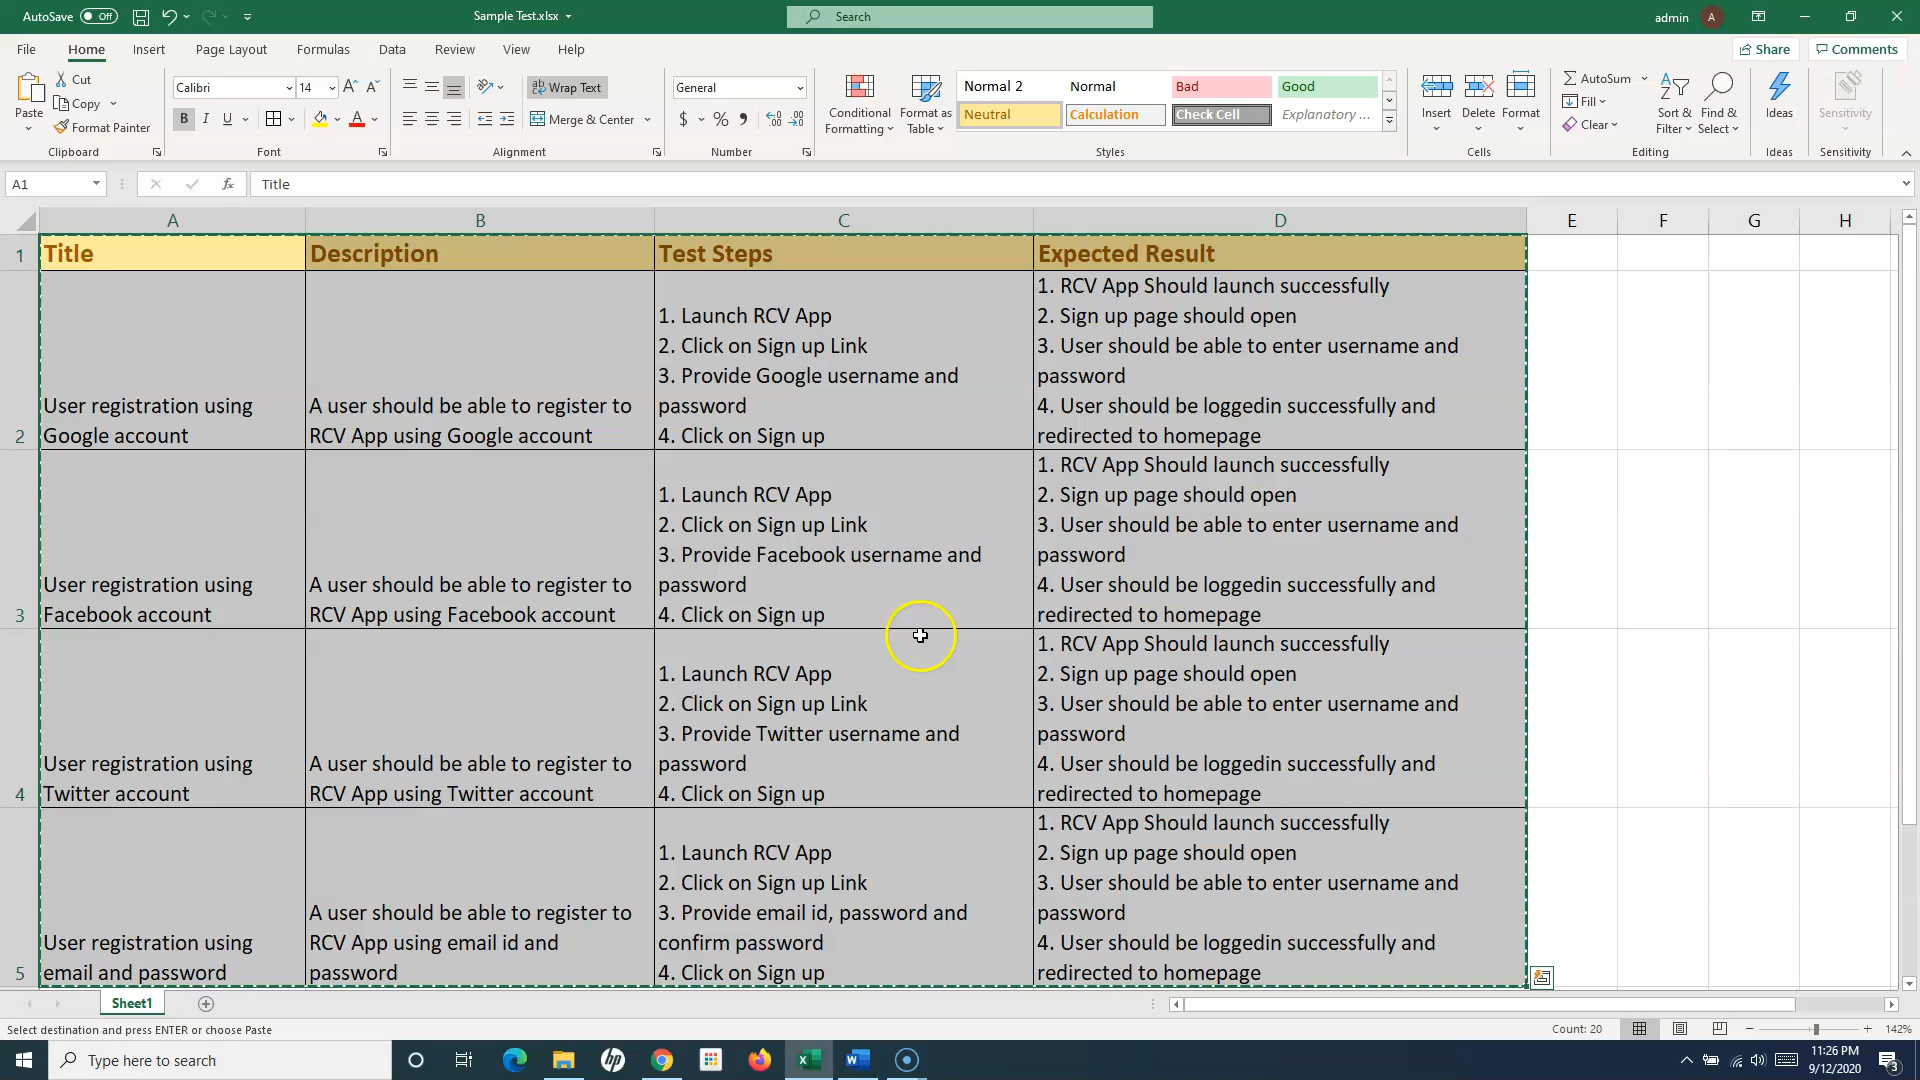 AutoSave Off
Sample Test.xlsx
Search
admin A
File Home Insert Page Layout Formulas Data Review View Help
Share Comments
Paste
Cut
Copy
Format Painter
Clipboard
Calibri 14
B I U
Font
Wrap Text
Merge & Center
Alignment
General
$ % 9
Number
Conditional
Formatting
Format as
Table
Normal 2 Normal Bad Good
Neutral Calculation Check Cell Explanatory ...
Styles
Insert Delete Format
Cells
AutoSum
Fill
Clear
Sort &
Filter
Find &
Select
Editing
Ideas
Ideas
Sensitivity
Sensitivity
A1
fx Title
A B C D E F G H
1 Title Description Test Steps Expected Result
2
User registration using
Google account
A user should be able to register to
RCV App using Google account
1. Launch RCV App
2. Click on Sign up Link
3. Provide Google username and
password
4. Click on Sign up
1. RCV App Should launch successfully
2. Sign up page should open
3. User should be able to enter username and
password
4. User should be loggedin successfully and
redirected to homepage
3
User registration using
Facebook account
A user should be able to register to
RCV App using Facebook account
1. Launch RCV App
2. Click on Sign up Link
3. Provide Facebook username and
password
4. Click on Sign up
1. RCV App Should launch successfully
2. Sign up page should open
3. User should be able to enter username and
password
4. User should be loggedin successfully and
redirected to homepage
4
User registration using
Twitter account
A user should be able to register to
RCV App using Twitter account
1. Launch RCV App
2. Click on Sign up Link
3. Provide Twitter username and
password
4. Click on Sign up
1. RCV App Should launch successfully
2. Sign up page should open
3. User should be able to enter username and
password
4. User should be loggedin successfully and
redirected to homepage
5
User registration using
email and password
A user should be able to register to
RCV App using email id and
password
1. Launch RCV App
2. Click on Sign up Link
3. Provide email id, password and
confirm password
4. Click on Sign up
1. RCV App Should launch successfully
2. Sign up page should open
3. User should be able to enter username and
password
4. User should be loggedin successfully and
redirected to homepage
Sheet1
Select destination and press ENTER or choose Paste
Count: 20
142%
Type here to search
11:26 PM
9/12/2020
3